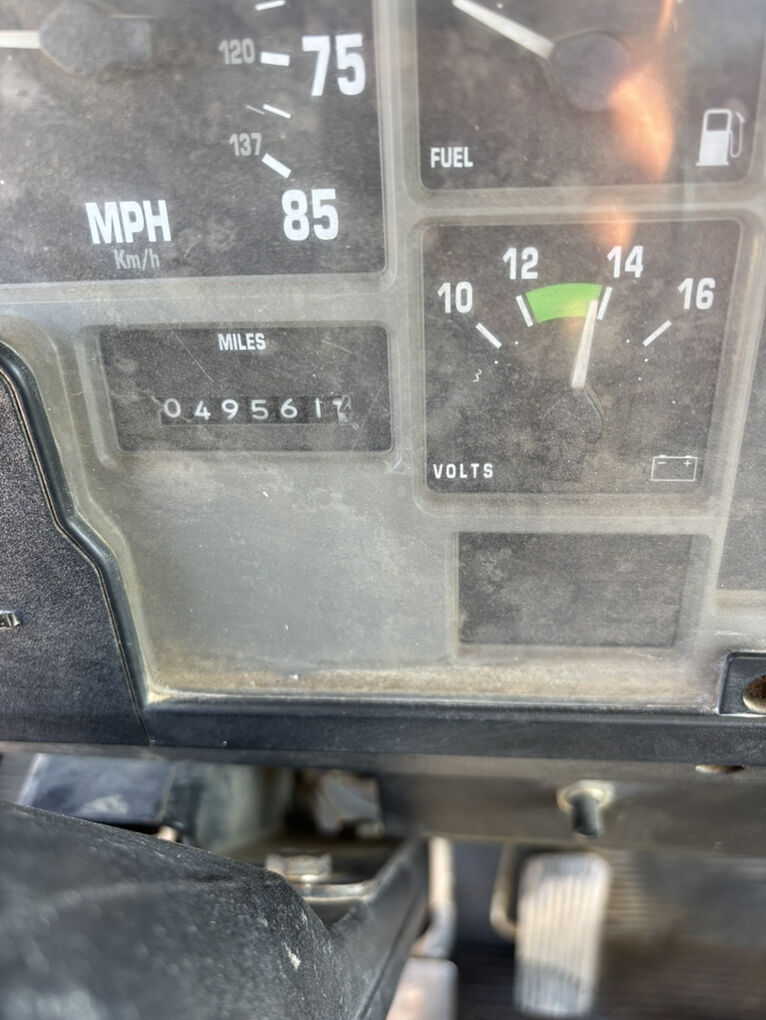 120 75
137
85
MPH
Km/h
FUEL
MILES
049561
10 12 14 16
VOLTS
- +